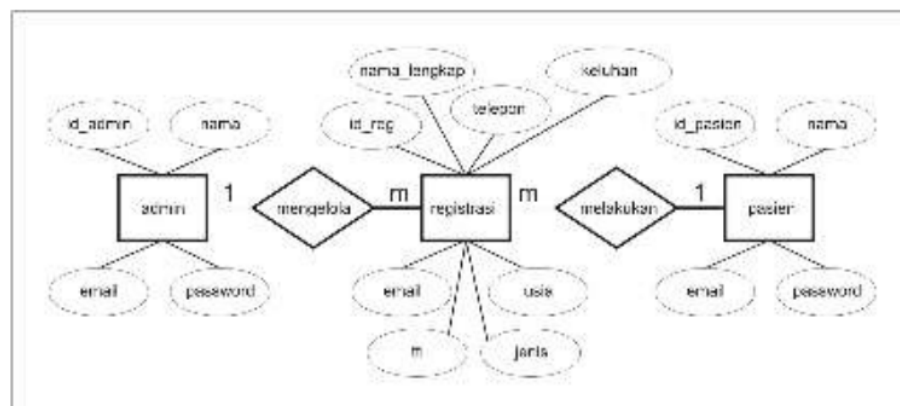 nama_lengkap
keluhan
id_admin
nama
id_reg
telepon
id_pasien
nama
admin
1
mengelola
m
registrasi
m
melakukan
1
pasien
email
password
email
usia
email
password
jenis